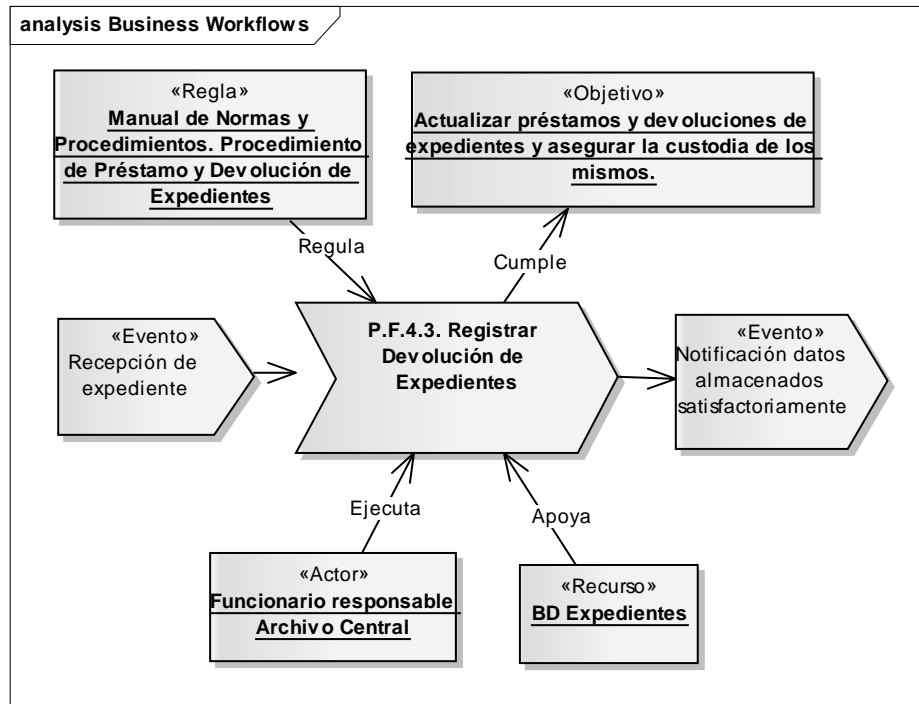 analysis Business Workflows
«Regla»
Manual de Normas y
Procedimientos. Procedimiento
de Préstamo y Devolución de
Expedientes
«Objetivo»
Actualizar préstamos y devoluciones de
expedientes y asegurar la custodia de los
mismos.
Regula
Cumple
«Evento»
Recepción de
expediente
P.F.4.3. Registrar
Devolución de
Expedientes
«Evento»
Notificación datos
almacenados
satisfactoriamente
Ejecuta
Apoya
«Actor»
Funcionario responsable
Archivo Central
«Recurso»
BD Expedientes